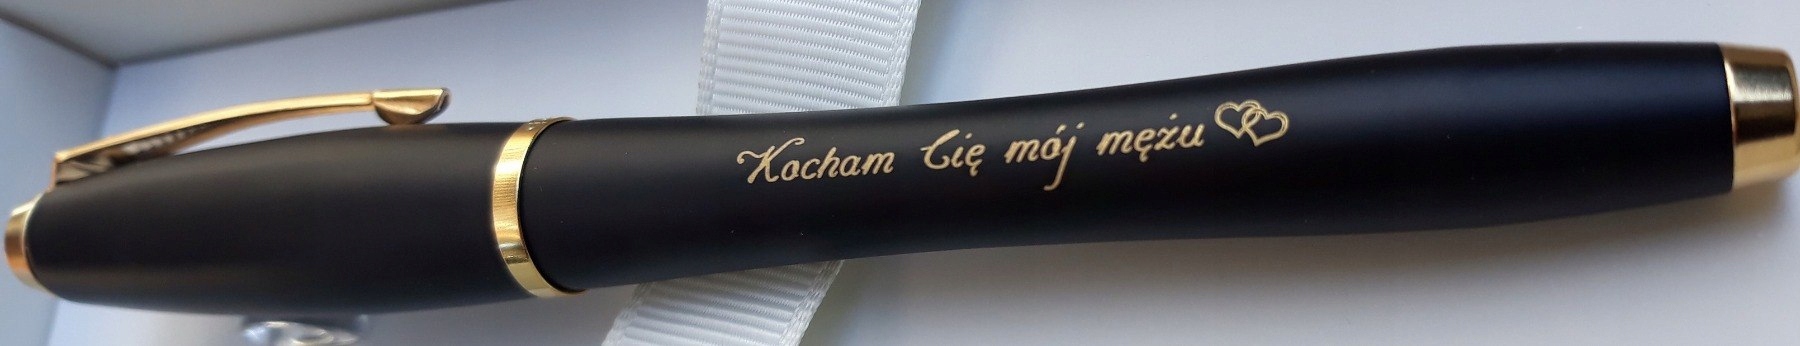 Kocham Cię mój mężu